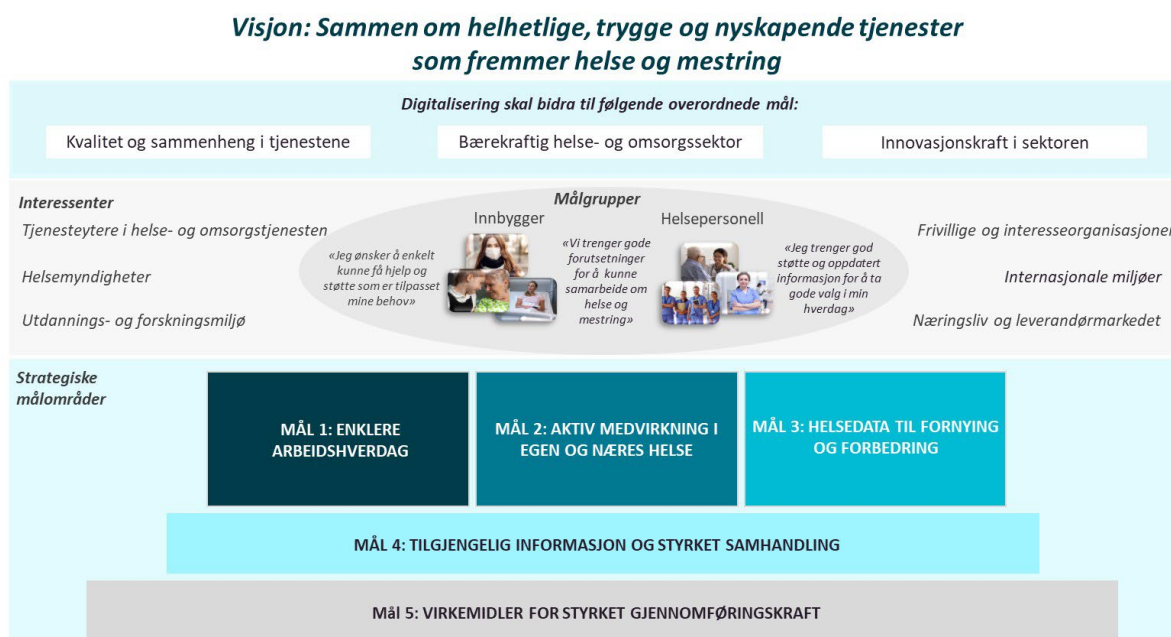 Visjon: Sammen om helhetlige, trygge og nyskapende tjenester
som fremmer helse og mestring
Digitalisering skal bidra til følgende overordnede mål:
Kvalitet og sammenheng i tjenestene
Bærekraftig helse- og omsorgssektor
Innovasjonskraft i sektoren
Interessenter
Tjenesteytere i helse- og omsorgstjenesten
Helsemyndigheter
Utdannings- og forskningsmiljø
Målgrupper
Innbygger
Helsepersonell
«Jeg ønsker å enkelt
kunne få hjelp og
støtte som er tilpasset
mine behov»
«Vi trenger gode
forutsetninger
for å kunne
samarbeide om
helse og
mestring»
«Jeg trenger god
støtte og oppdatert
informasjon for å ta
gode valg i min
hverdag»
Frivillige og interesseorganisasjoner
Internasjonale miljøer
Næringsliv og leverandørmarkedet
Strategiske
målområder
MÅL 1: ENKLERE
ARBEIDSHVERDAG
MÅL 2: AKTIV MEDVIRKNING I
EGEN OG NÆRES HELSE
MÅL 3: HELSEDATA TIL FORNYING
OG FORBEDRING
MÅL 4: TILGJENGELIG INFORMASJON OG STYRKET SAMHANDLING
Mål 5: VIRKEMIDLER FOR STYRKET GJENNOMFØRINGSKRAFT